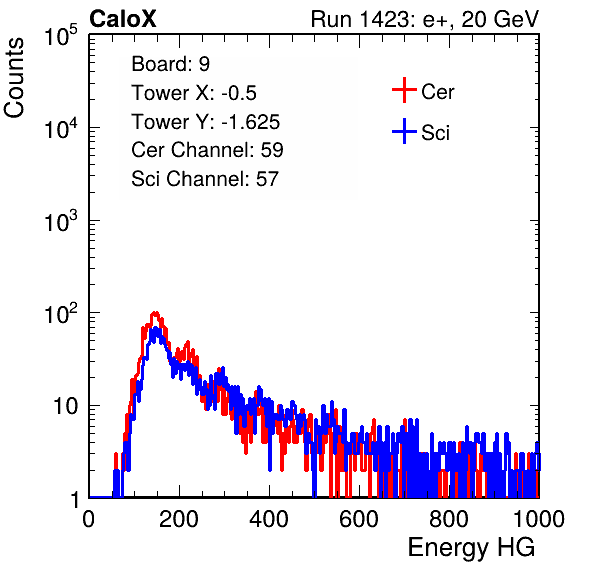 CaloX Run 1423: e+, 20 GeV
Counts
Board: 9
Tower X: -0.5
Tower Y: -1.625
Cer Channel: 59
Sci Channel: 57
Cer
Sci
10^5
10^4
10^3
10^2
10
1
0 200 400 600 800 1000
Energy HG